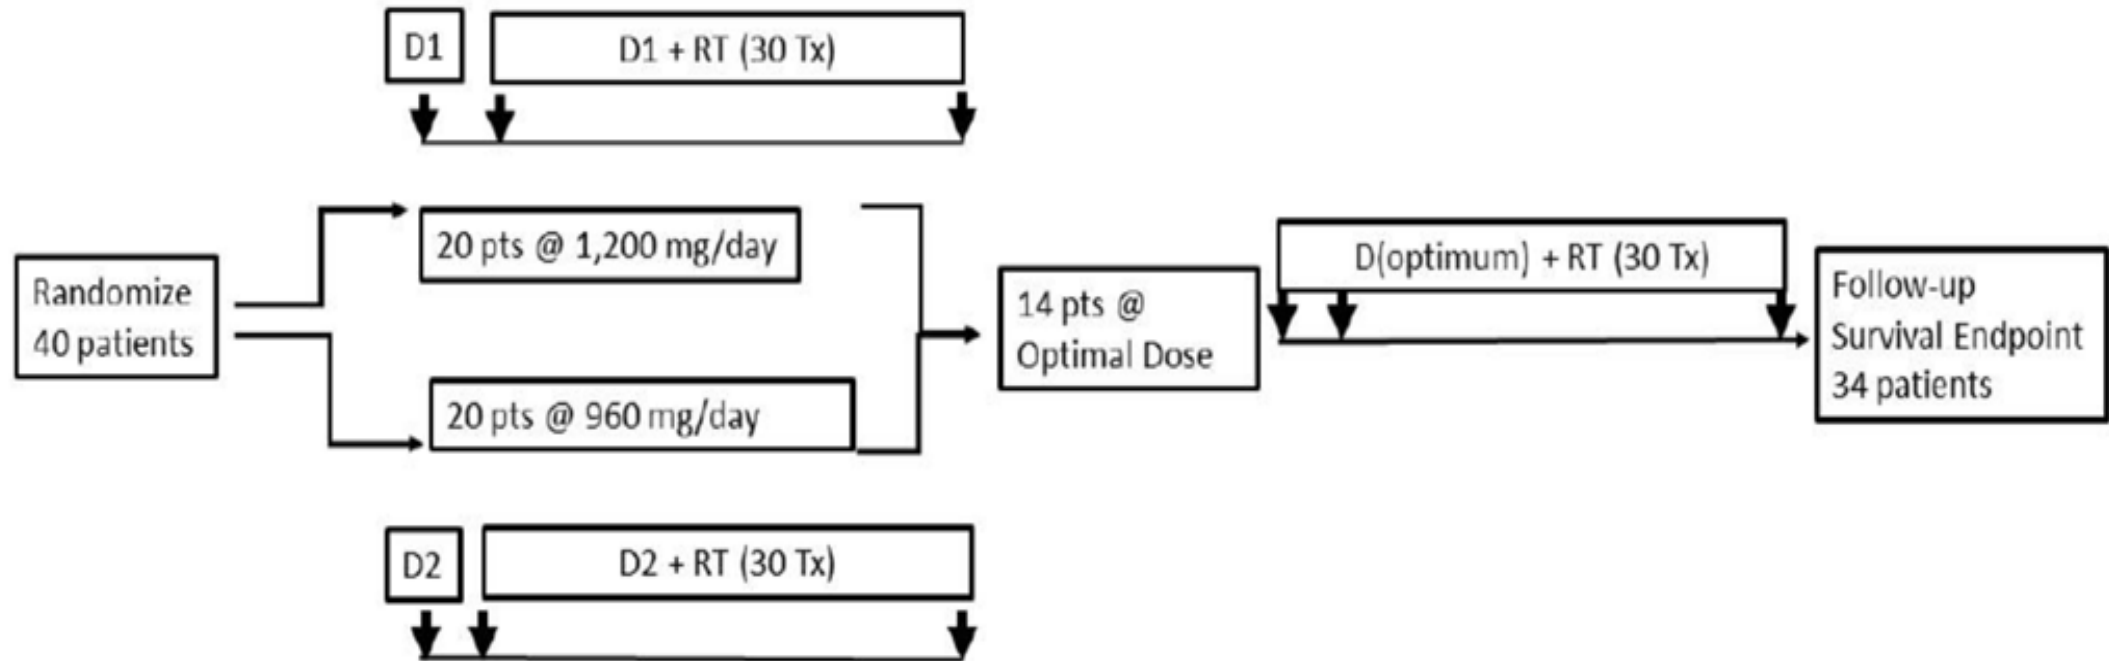 D1
D1 + RT (30 Tx)
20 pts @ 1,200 mg/day
Randomize
40 patients
20 pts @ 960 mg/day
14 pts @
Optimal Dose
D(optimum) + RT (30 Tx)
Follow-up
Survival Endpoint
34 patients
D2
D2 + RT (30 Tx)